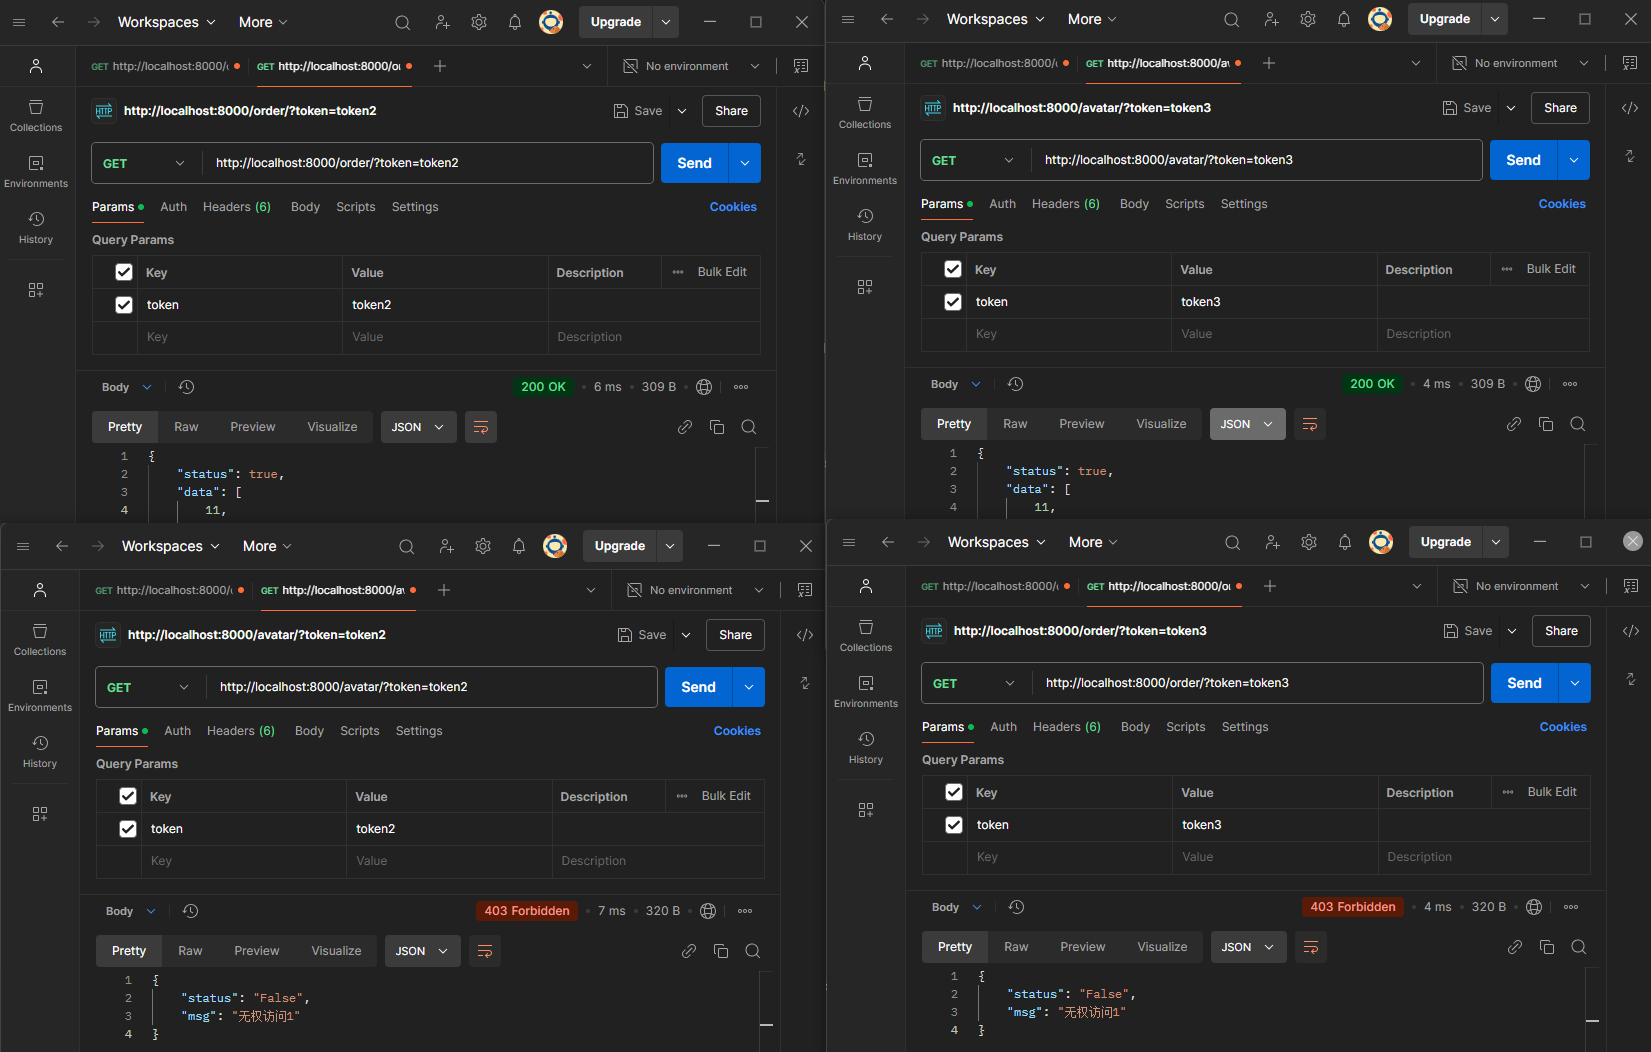 Workspaces More Upgrade
GET http://localhost:8000/ GET http://localhost:8000/o No environment
http://localhost:8000/order/?token=token2 Save Share
Collections
GET http://localhost:8000/order/?token=token2 Send
Environments
Params Auth Headers (6) Body Scripts Settings Cookies
History
Query Params
Key Value Description Bulk Edit
token token2
Key Value Description
Body 200 OK 6 ms 309 B
Pretty Raw Preview Visualize JSON
1 {
2 "status": true,
3 "data": [
4 11,
Workspaces More Upgrade
GET http://localhost:8000/ GET http://localhost:8000/a No environment
http://localhost:8000/avatar/?token=token3 Save Share
Collections
GET http://localhost:8000/avatar/?token=token3 Send
Environments
Params Auth Headers (6) Body Scripts Settings Cookies
History
Query Params
Key Value Description Bulk Edit
token token3
Key Value Description
Body 200 OK 4 ms 309 B
Pretty Raw Preview Visualize JSON
1 {
2 "status": true,
3 "data": [
4 11,
Workspaces More Upgrade
GET http://localhost:8000/ GET http://localhost:8000/a No environment
http://localhost:8000/avatar/?token=token2 Save Share
Collections
GET http://localhost:8000/avatar/?token=token2 Send
Environments
Params Auth Headers (6) Body Scripts Settings Cookies
History
Query Params
Key Value Description Bulk Edit
token token2
Key Value Description
Body 403 Forbidden 7 ms 320 B
Pretty Raw Preview Visualize JSON
1 {
2 "status": "False",
3 "msg": "无权访问1"
4 }
Workspaces More Upgrade
GET http://localhost:8000/ GET http://localhost:8000/o No environment
http://localhost:8000/order/?token=token3 Save Share
Collections
GET http://localhost:8000/order/?token=token3 Send
Environments
Params Auth Headers (6) Body Scripts Settings Cookies
History
Query Params
Key Value Description Bulk Edit
token token3
Key Value Description
Body 403 Forbidden 4 ms 320 B
Pretty Raw Preview Visualize JSON
1 {
2 "status": "False",
3 "msg": "无权访问1"
4 }